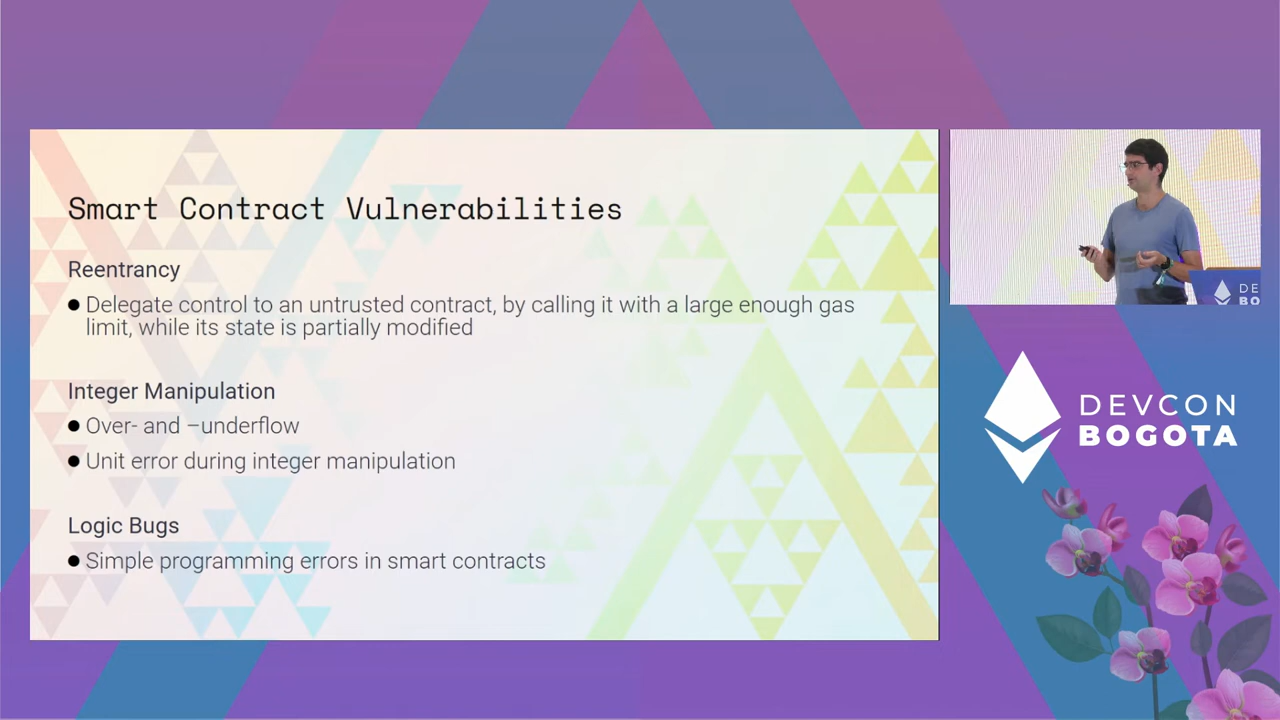 Smart Contract Vulnerabilities
Reentrancy
● Delegate control to an untrusted contract, by calling it with a large enough gas
limit, while its state is partially modified
Integer Manipulation
● Over- and –underflow
● Unit error during integer manipulation
Logic Bugs
● Simple programming errors in smart contracts
DE
BO
DEVCON
BOGOTA